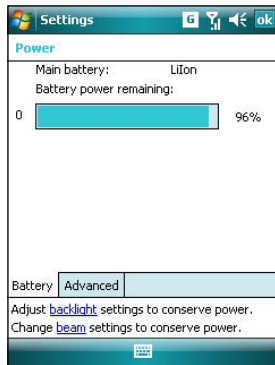 Settings G ok
Power
Main battery: LiIon
Battery power remaining:
0 96%
Battery Advanced
Adjust backlight settings to conserve power.
Change beam settings to conserve power.